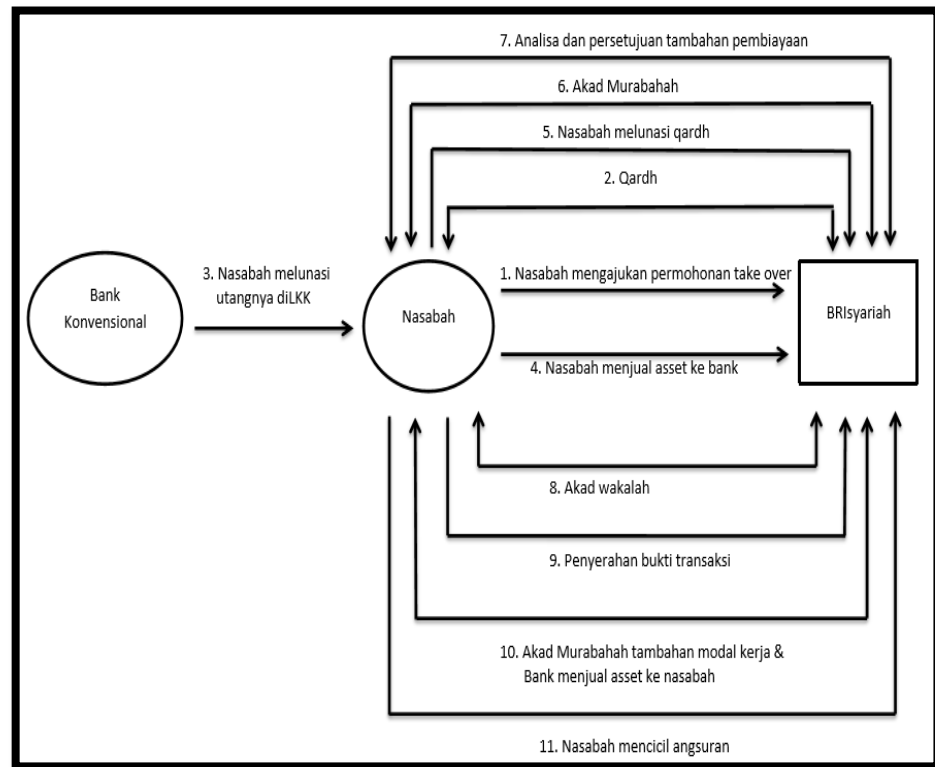 7. Analisa dan persetujuan tambahan pembiayaan
6. Akad Murabahah
5. Nasabah melunasi qardh
2. Qardh
Bank
Konvensional
3. Nasabah melunasi
utangnya diLKK
Nasabah
1. Nasabah mengajukan permohonan take over
BRIsyariah
4. Nasabah menjual asset ke bank
8. Akad wakalah
9. Penyerahan bukti transaksi
10. Akad Murabahah tambahan modal kerja &
Bank menjual asset ke nasabah
11. Nasabah mencicil angsuran